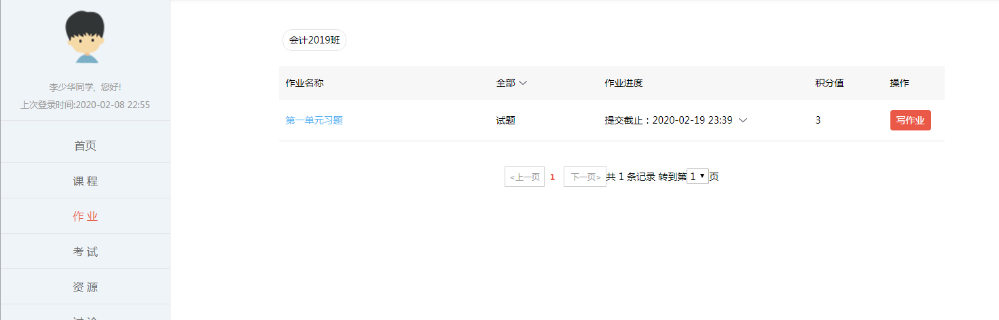 李少华同学，您好!
上次登录时间:2020-02-08 22:55
首页
课 程
作 业
考 试
资 源
讨 论
会计2019班
作业名称 全部 作业进度 积分值 操作
第一单元习题 试题 提交截止：2020-02-19 23:39 3 写作业
<上一页 1 下一页> 共 1 条记录 转到第 1 页